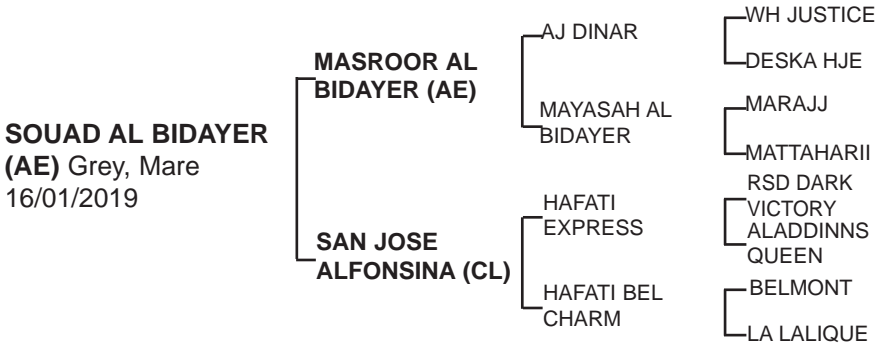 SOUAD AL BIDAYER
(AE) Grey, Mare
16/01/2019
MASROOR AL
BIDAYER (AE)
SAN JOSE
ALFONSINA (CL)
AJ DINAR
MAYASAH AL
BIDAYER
HAFATI
EXPRESS
HAFATI BEL
CHARM
WH JUSTICE
DESKA HJE
MARAJJ
MATTAHARII
RSD DARK
VICTORY
ALADDINNS
QUEEN
BELMONT
LA LALIQUE